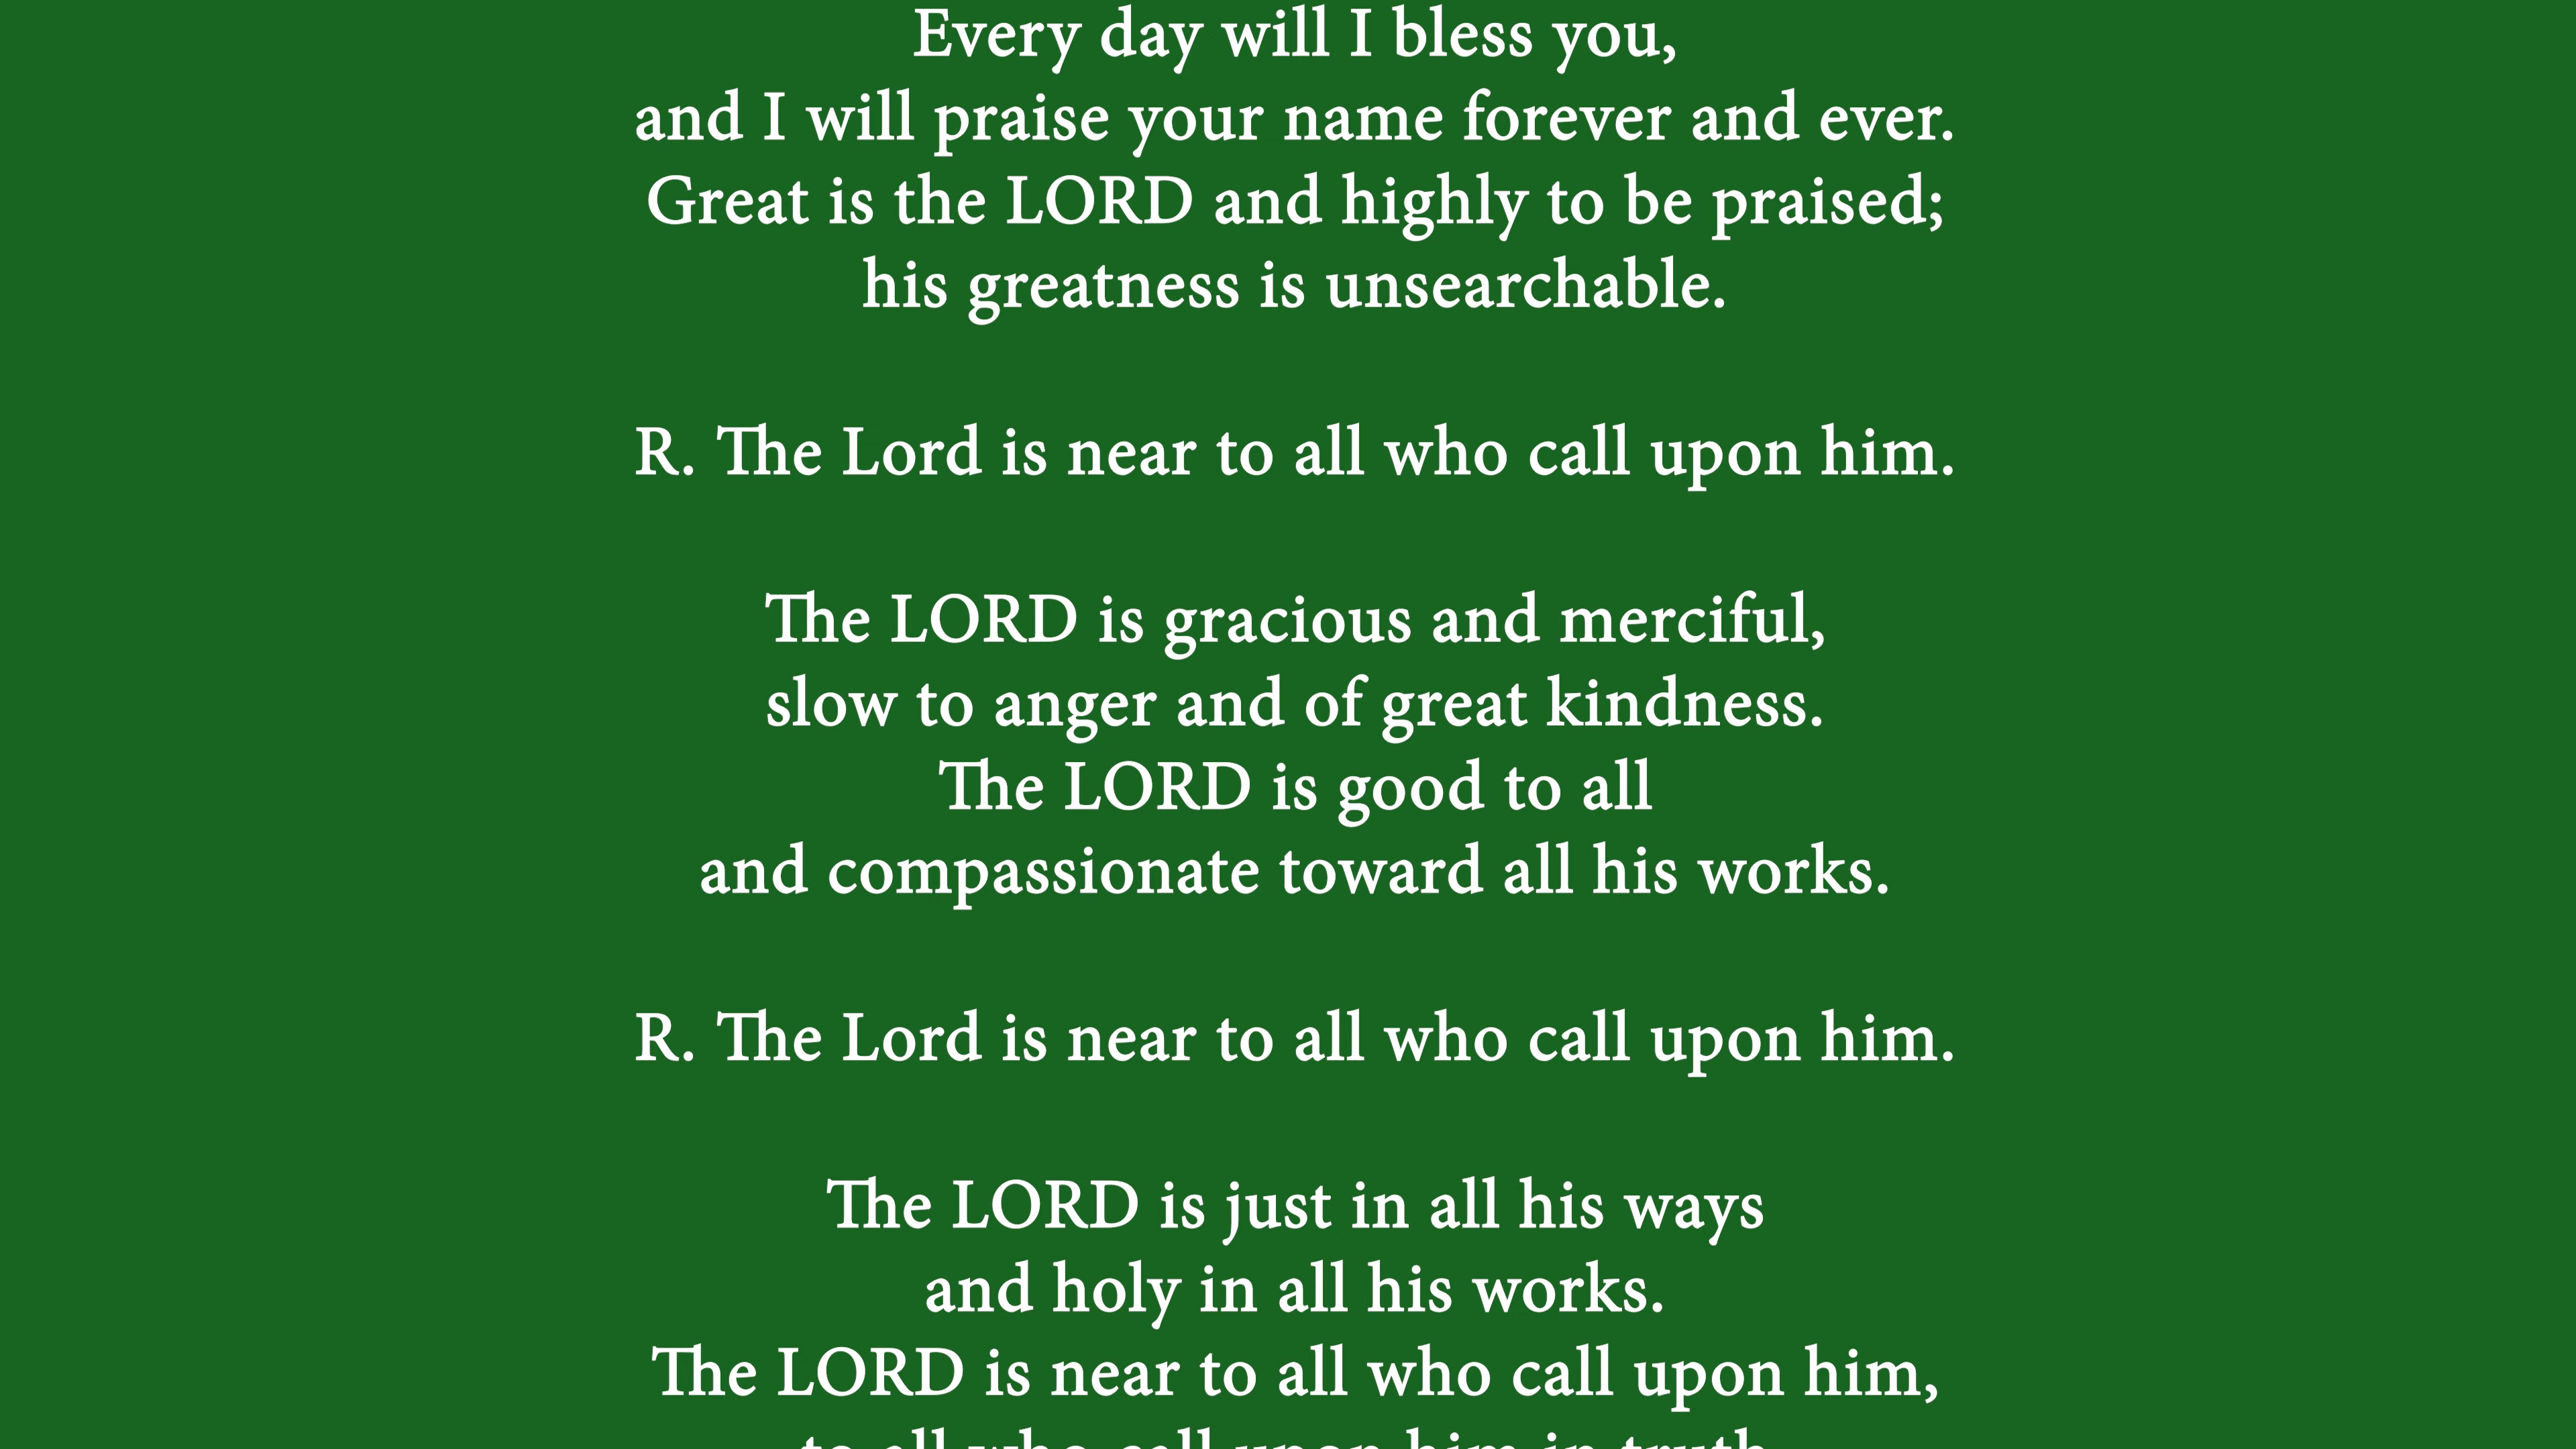 Every day will I bless you,
and I will praise your name forever and ever.
Great is the LORD and highly to be praised;
his greatness is unsearchable.
R. The Lord is near to all who call upon him.
The LORD is gracious and merciful,
slow to anger and of great kindness.
The LORD is good to all
and compassionate toward all his works.
R. The Lord is near to all who call upon him.
The LORD is just in all his ways
and holy in all his works.
The LORD is near to all who call upon him,
to all who call upon him in truth